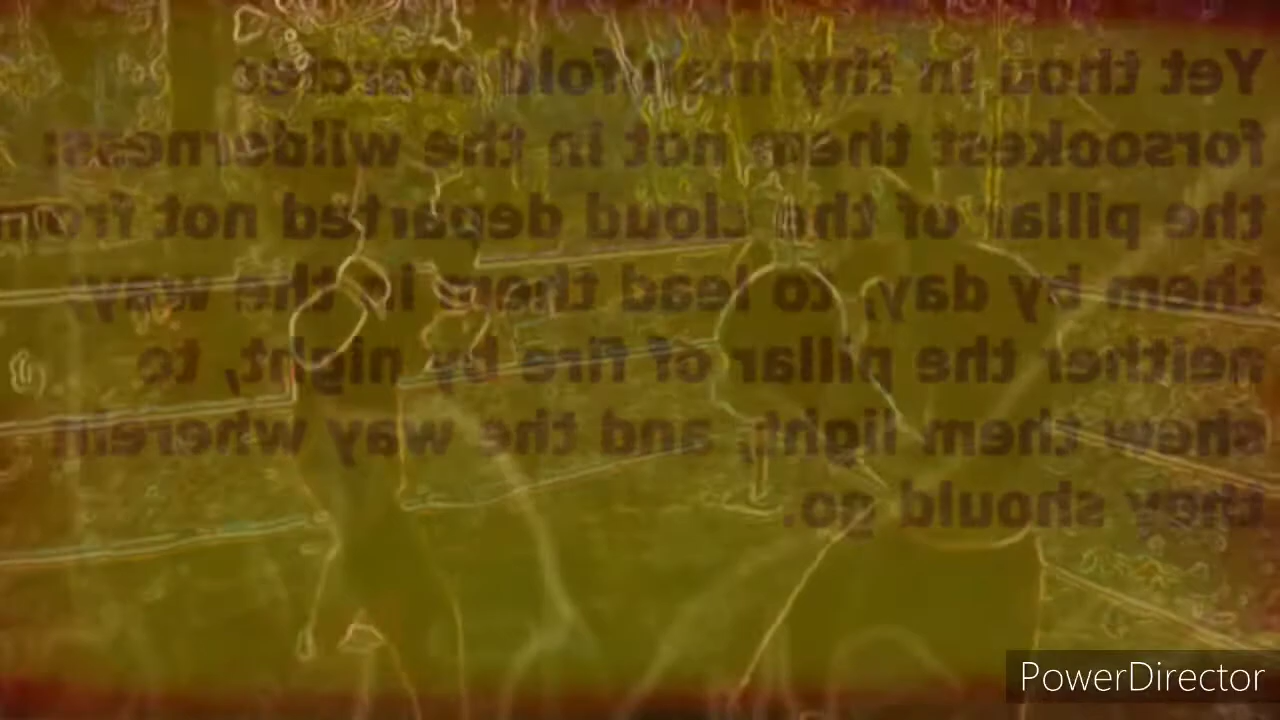 Yet thou in thy manifold mercies
forsookest them not in the wilderness:
the pillar of the cloud departed not from
them by day, to lead them in the way;
neither the pillar of fire by night, to
shew them light, and the way wherein
they should go.
PowerDirector